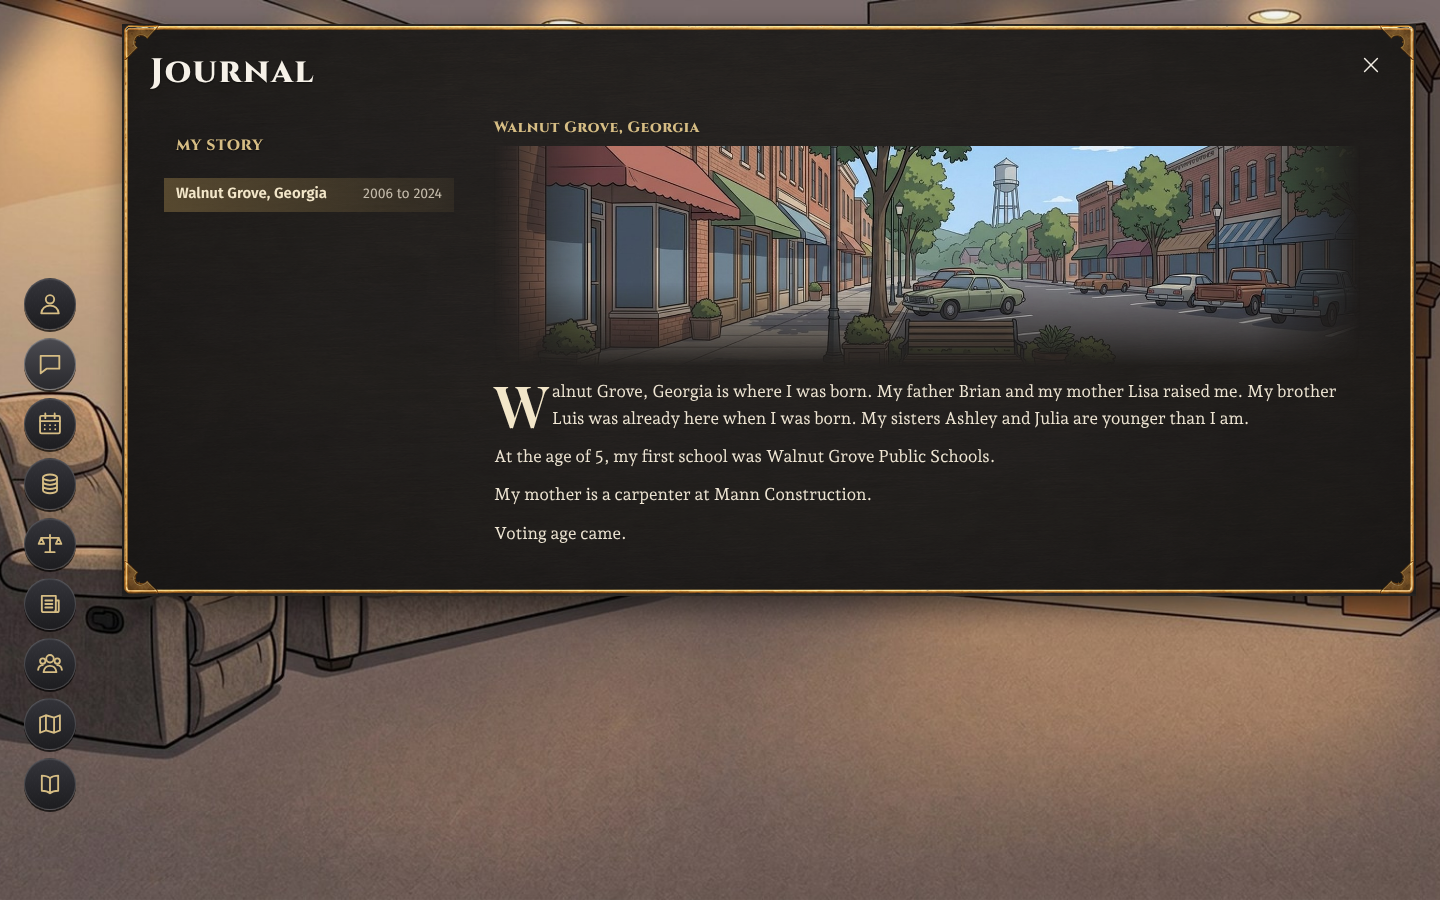 Journal
MY STORY
Walnut Grove, Georgia 2006 to 2024
Walnut Grove, Georgia
Walnut Grove, Georgia is where I was born. My father Brian and my mother Lisa raised me. My brother
Luis was already here when I was born. My sisters Ashley and Julia are younger than I am.
At the age of 5, my first school was Walnut Grove Public Schools.
My mother is a carpenter at Mann Construction.
Voting age came.